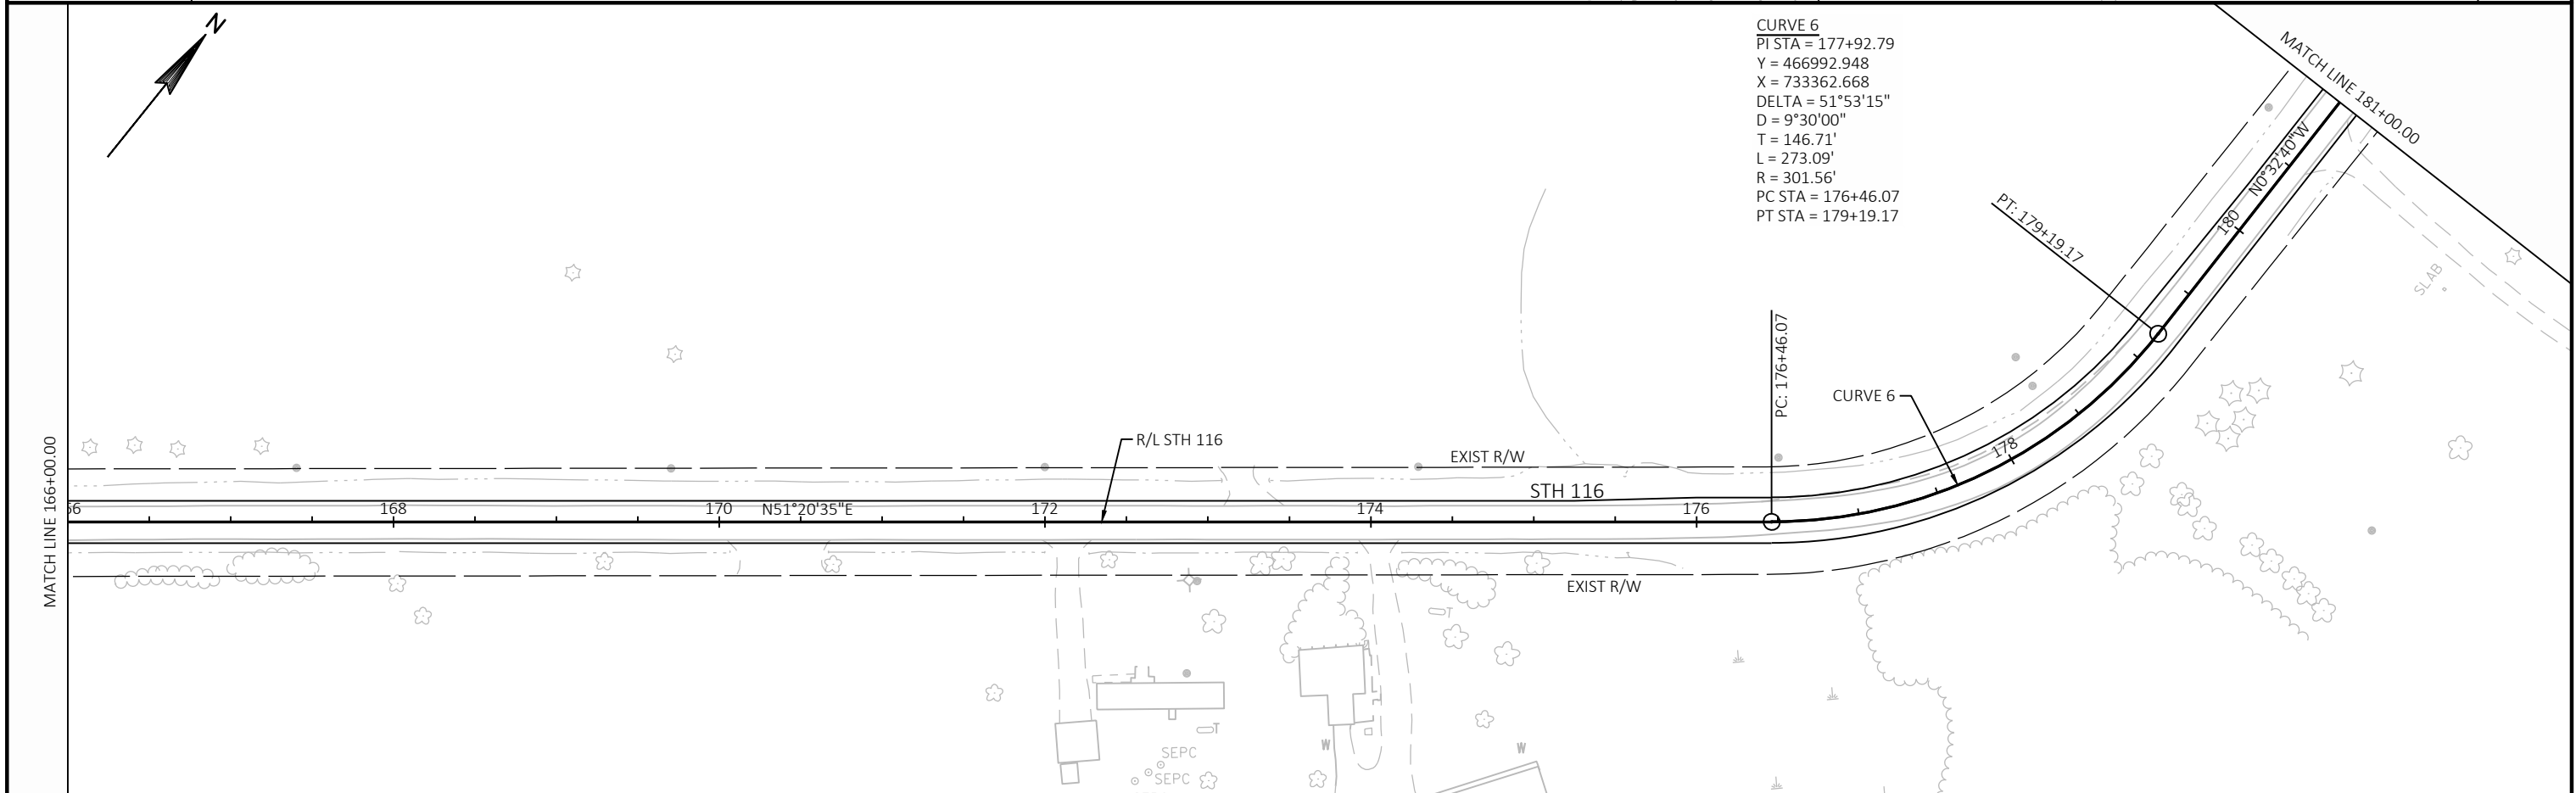 N
CURVE 6
PI STA = 177+92.79
Y = 466992.948
X = 733362.668
DELTA = 51°53'15"
D = 9°30'00"
T = 146.71'
L = 273.09'
R = 301.56'
PC STA = 176+46.07
PT STA = 179+19.17
MATCH LINE 181+00.00
N0°32'40"W
180
PT: 179+19.17
SLAB
PC: 176+46.07
CURVE 6
178
R/L STH 116
EXIST R/W
STH 116
MATCH LINE 166+00.00
66
168
170
N51°20'35"E
172
174
176
EXIST R/W
T
T
W
W
SEPC
SEPC